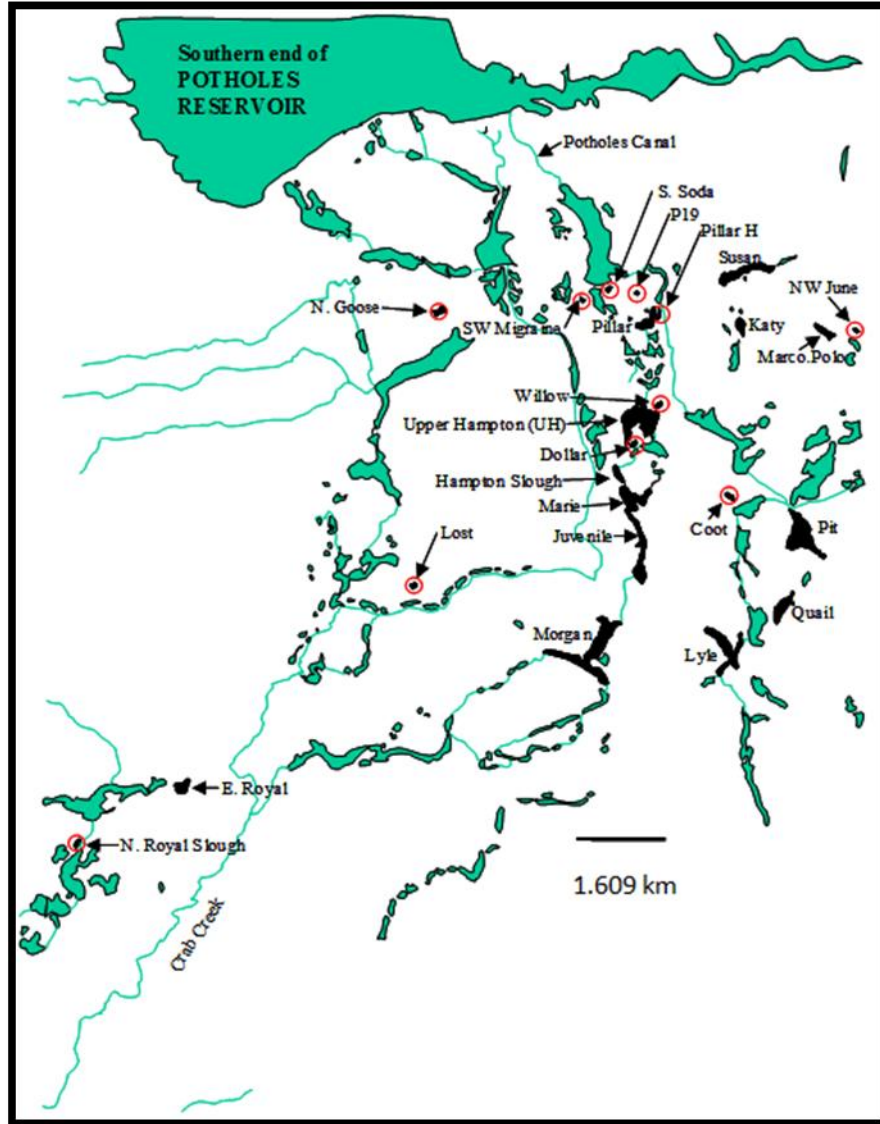 Southern end of
POTHOLES
RESERVOIR
Potholes Canal
S. Soda
P19
Pillar H
Susan
NW June
N. Goose
SW Migraine
Pillar
Katy
Marco.Polo
Willow
Upper Hampton (UH)
Dollar
Hampton Slough
Marie
Coot
Pit
Juvenile
Lost
Quail
Morgan
Lyle
E. Royal
N. Royal Slough
1.609 km
Crab Creek